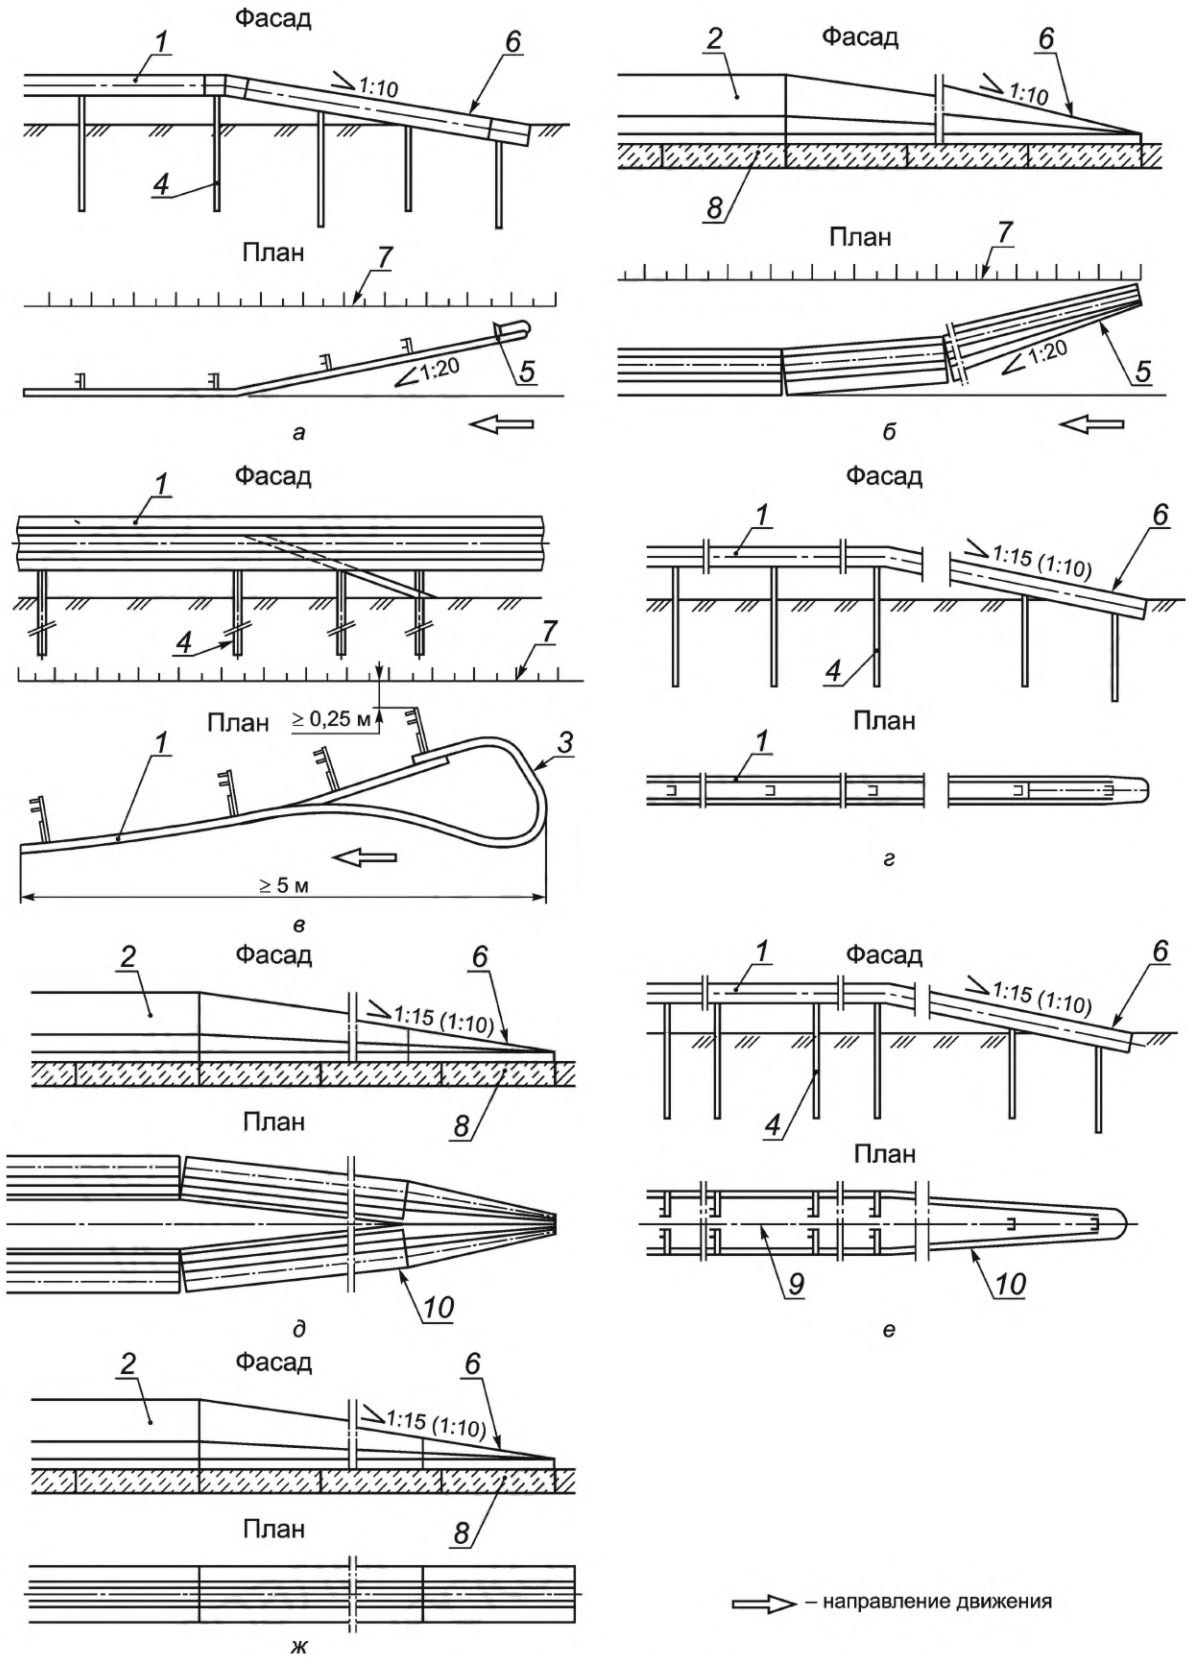 Фасад
1
6
1:10
4
План
7
1:20
5
а
Фасад
2
6
1:10
8
План
7
1:20
5
б
Фасад
1
4
7
План
≥ 0,25 м
1
3
≥ 5 м
в
Фасад
1
6
1:15 (1:10)
4
План
1
г
Фасад
2
6
1:15 (1:10)
План
8
10
д
Фасад
1
6
1:15 (1:10)
4
План
9
10
е
Фасад
2
6
1:15 (1:10)
План
8
ж
– направление движения